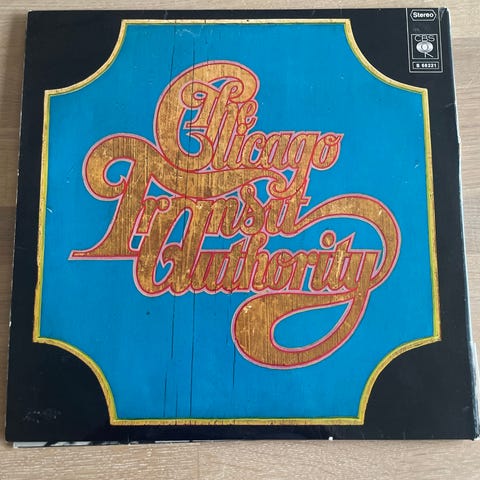 Stereo
CBS
S 66221
The
Chicago
Transit
Authority